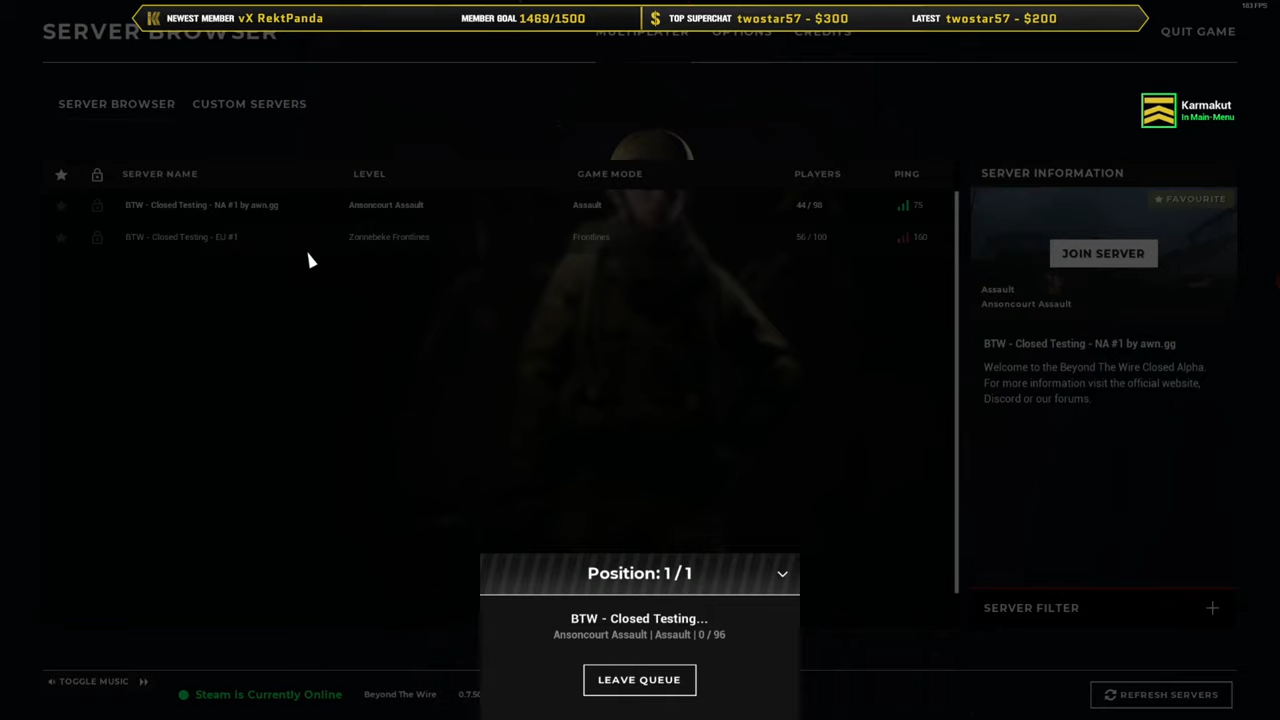 183 FPS
NEWEST MEMBER vX RektPanda MEMBER GOAL 1469/1500 $ TOP SUPERCHAT twostar57 - $300 LATEST twostar57 - $200
SERVER BROWSER MULTIPLAYER OPTIONS CREDITS QUIT GAME
SERVER BROWSER CUSTOM SERVERS
Karmakut
In Main-Menu
SERVER NAME LEVEL GAME MODE PLAYERS PING
BTW - Closed Testing - NA #1 by awn.gg Ansoncourt Assault Assault 44 / 98 75
BTW - Closed Testing - EU #1 Zonnebeke Frontlines Frontlines 56 / 100 160
SERVER INFORMATION
FAVOURITE
JOIN SERVER
Assault
Ansoncourt Assault
BTW - Closed Testing - NA #1 by awn.gg
Welcome to the Beyond The Wire Closed Alpha.
For more information visit the official website,
Discord or our forums.
SERVER FILTER
Position: 1 / 1
BTW - Closed Testing...
Ansoncourt Assault | Assault | 0 / 96
LEAVE QUEUE
TOGGLE MUSIC
Steam is Currently Online Beyond The Wire 0.7.50
REFRESH SERVERS